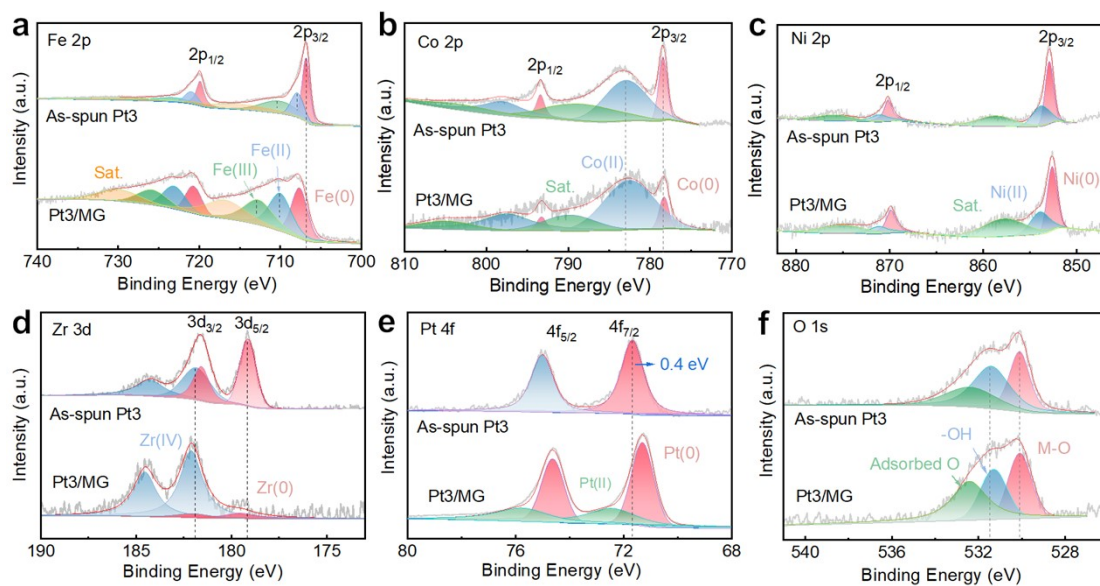 a
Fe 2p
2p3/2
2p1/2
As-spun Pt3
Sat.
Fe(III)
Fe(II)
Fe(0)
Pt3/MG
Intensity (a.u.)
740 730 720 710 700
Binding Energy (eV)
b
Co 2p
2p3/2
2p1/2
As-spun Pt3
Co(II)
Sat.
Co(0)
Pt3/MG
Intensity (a.u.)
810 800 790 780 770
Binding Energy (eV)
c
Ni 2p
2p3/2
2p1/2
As-spun Pt3
Ni(0)
Ni(II)
Sat.
Pt3/MG
Intensity (a.u.)
880 870 860 850
Binding Energy (eV)
d
Zr 3d
3d3/2
3d5/2
As-spun Pt3
Zr(IV)
Zr(0)
Pt3/MG
Intensity (a.u.)
190 185 180 175
Binding Energy (eV)
e
Pt 4f
4f5/2
4f7/2
0.4 eV
As-spun Pt3
Pt(0)
Pt(II)
Pt3/MG
Intensity (a.u.)
80 76 72 68
Binding Energy (eV)
f
O 1s
As-spun Pt3
-OH
M-O
Adsorbed O
Pt3/MG
Intensity (a.u.)
540 535 530
Binding Energy (eV)